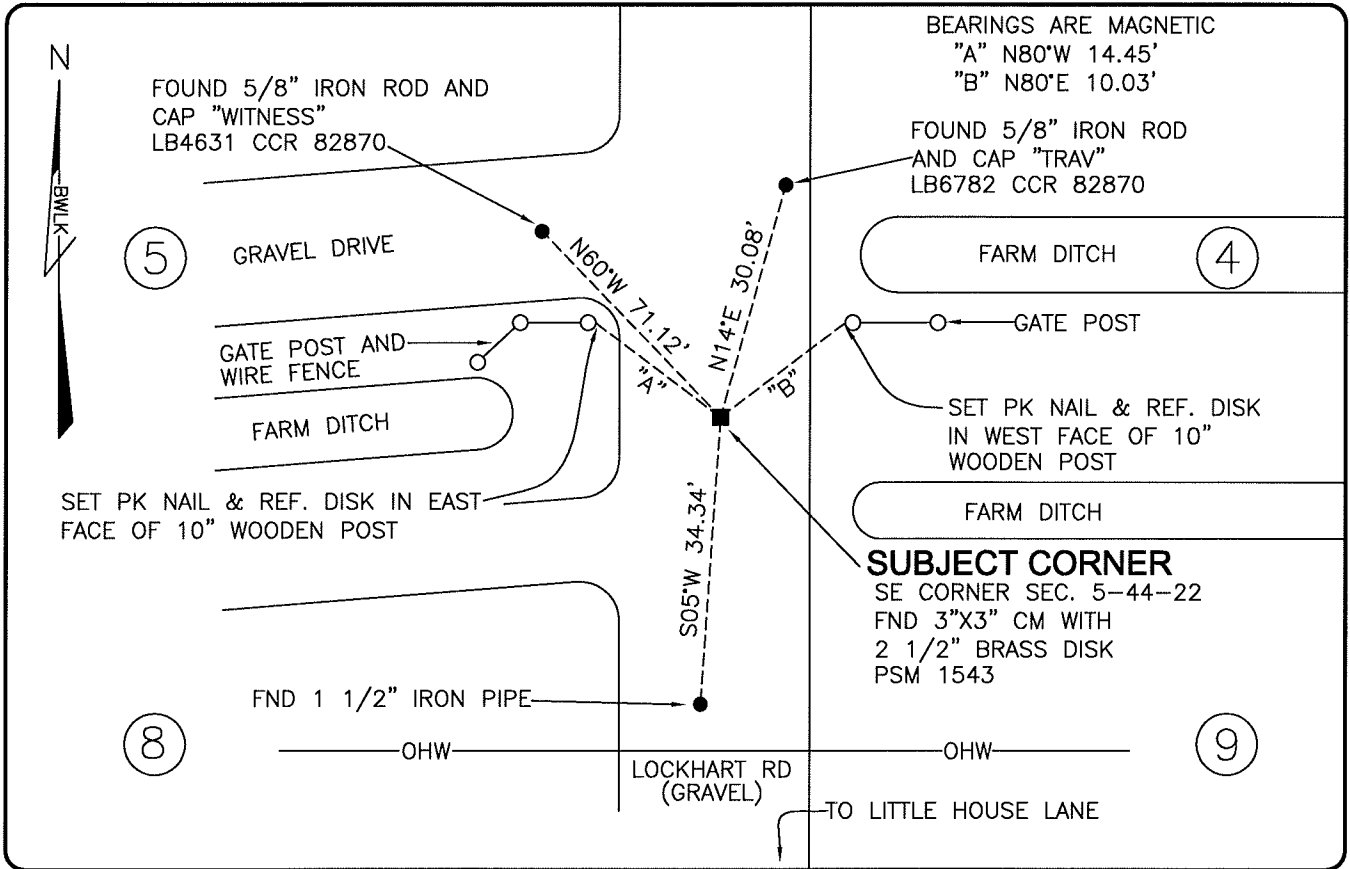 BEARINGS ARE MAGNETIC
"A" N80°W 14.45'
"B" N80°E 10.03'
N
BWLK
FOUND 5/8" IRON ROD AND
CAP "WITNESS"
LB4631 CCR 82870
FOUND 5/8" IRON ROD
AND CAP "TRAV"
LB6782 CCR 82870
5
GRAVEL DRIVE
N60°W 71.12'
N14°E 30.08'
FARM DITCH
4
GATE POST AND
WIRE FENCE
"A"
"B"
GATE POST
FARM DITCH
SET PK NAIL & REF. DISK
IN WEST FACE OF 10"
WOODEN POST
SET PK NAIL & REF. DISK IN EAST
FACE OF 10" WOODEN POST
S05°W 34.34'
FARM DITCH
SUBJECT CORNER
SE CORNER SEC. 5-44-22
FND 3"X3" CM WITH
2 1/2" BRASS DISK
PSM 1543
FND 1 1/2" IRON PIPE
8
OHW
OHW
9
LOCKHART RD
(GRAVEL)
TO LITTLE HOUSE LANE